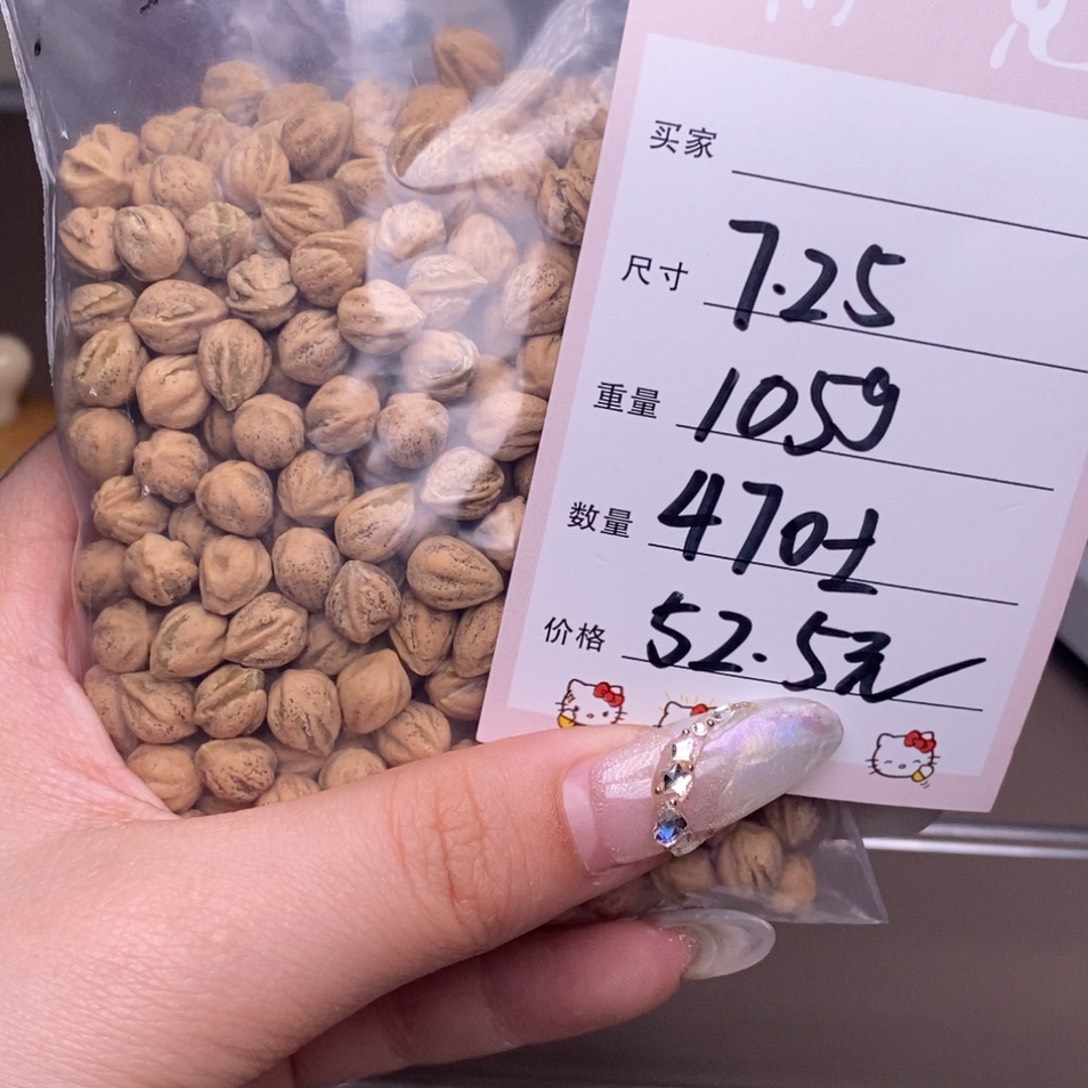 买家
尺寸 7.25
重量 105g
数量 470±
价格 52.5元